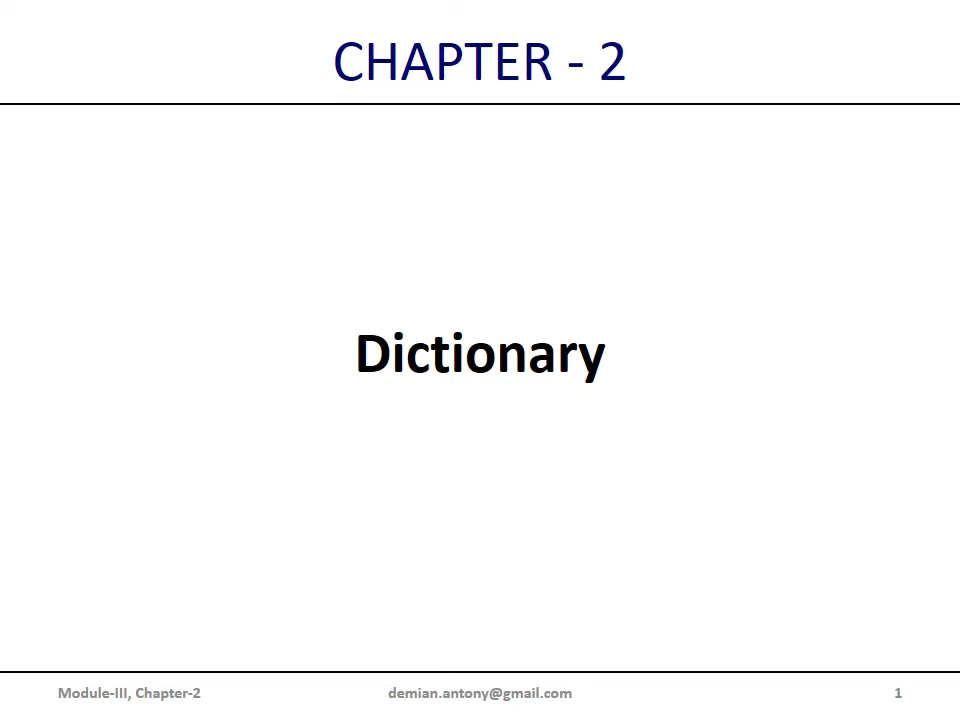 CHAPTER - 2
Dictionary
Module-III, Chapter-2 demian.antony@gmail.com 1